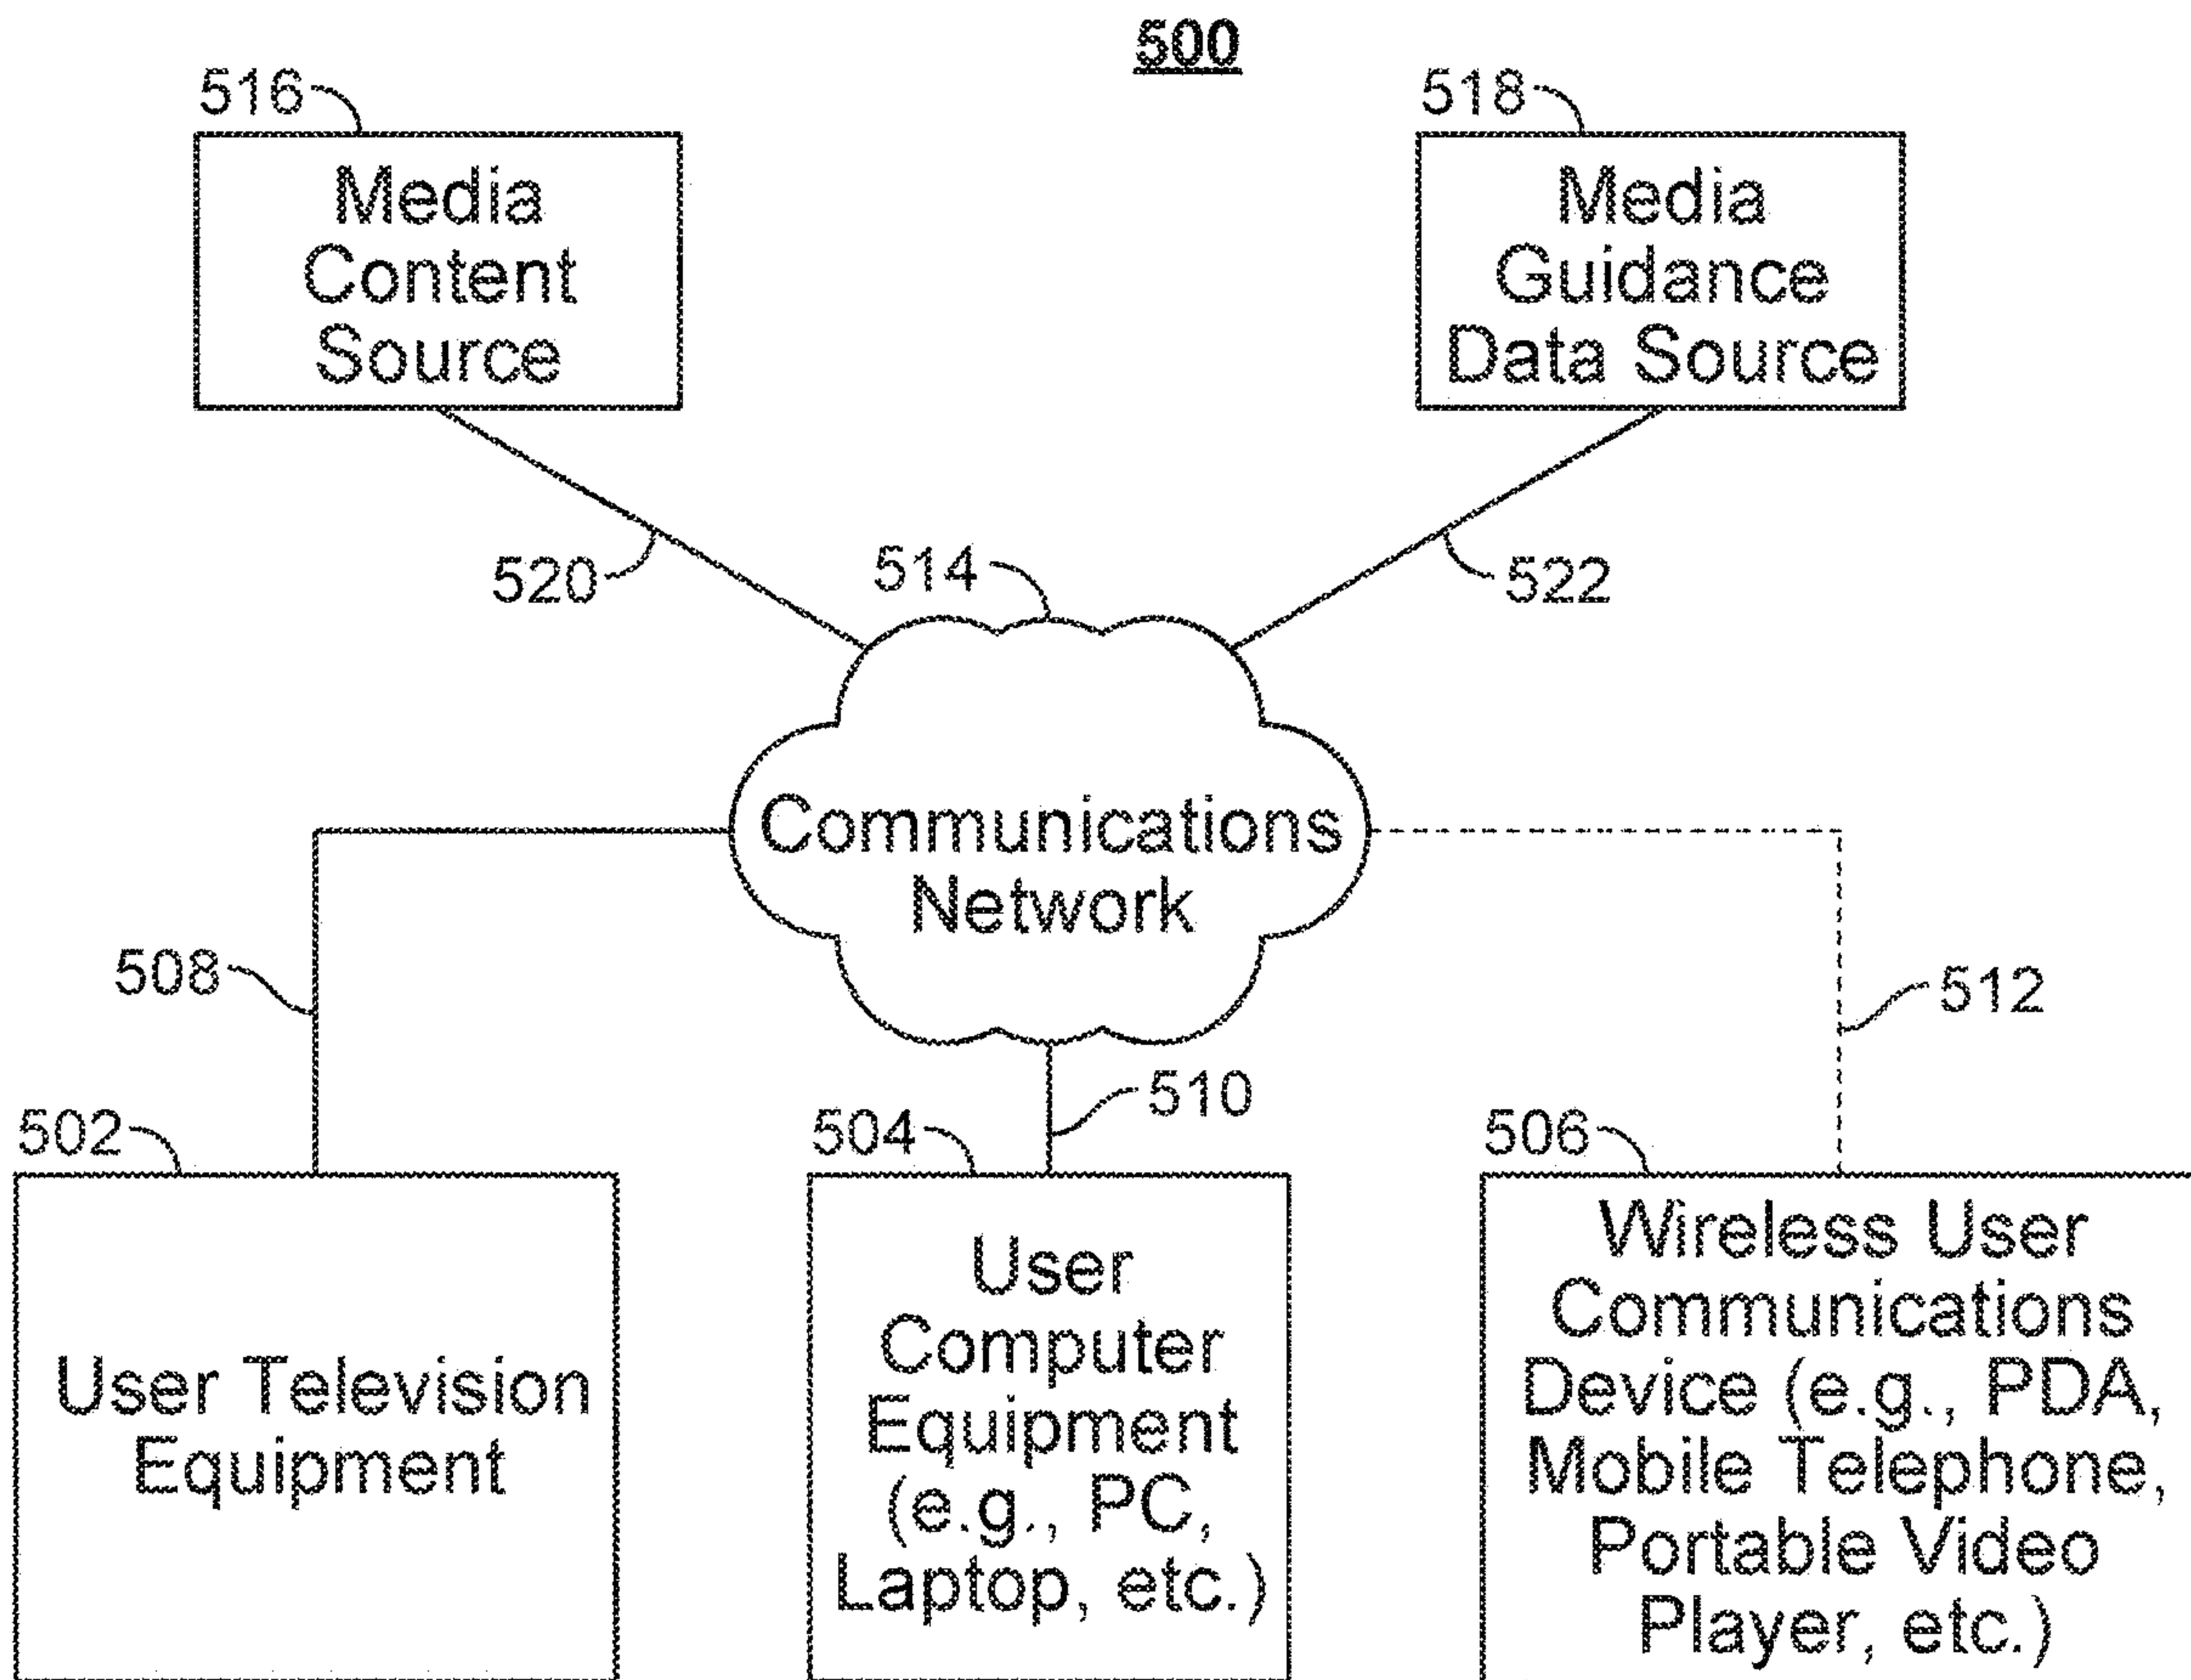 500
516
518
Media
Content
Source
Media
Guidance
Data Source
520
514
522
Communications
Network
508
512
510
502
504
506
User Television
Equipment
User
Computer
Equipment
(e.g., PC,
Laptop, etc.)
Wireless User
Communications
Device (e.g., PDA,
Mobile Telephone,
Portable Video
Player, etc.)